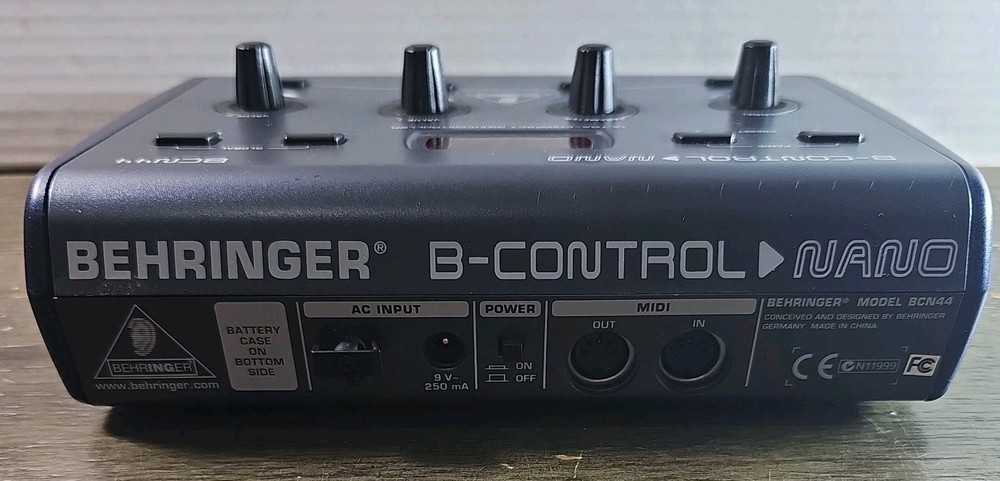 BCN44
B-CONTROL NANO
BEHRINGER® B-CONTROL NANO
BEHRINGER
www.behringer.com
BATTERY
CASE
ON
BOTTOM
SIDE
AC INPUT
9 V~
250 mA
POWER
ON
OFF
MIDI
OUT
IN
BEHRINGER® MODEL BCN44
CONCEIVED AND DESIGNED BY BEHRINGER
GERMANY. MADE IN CHINA.
CE N11999 FC